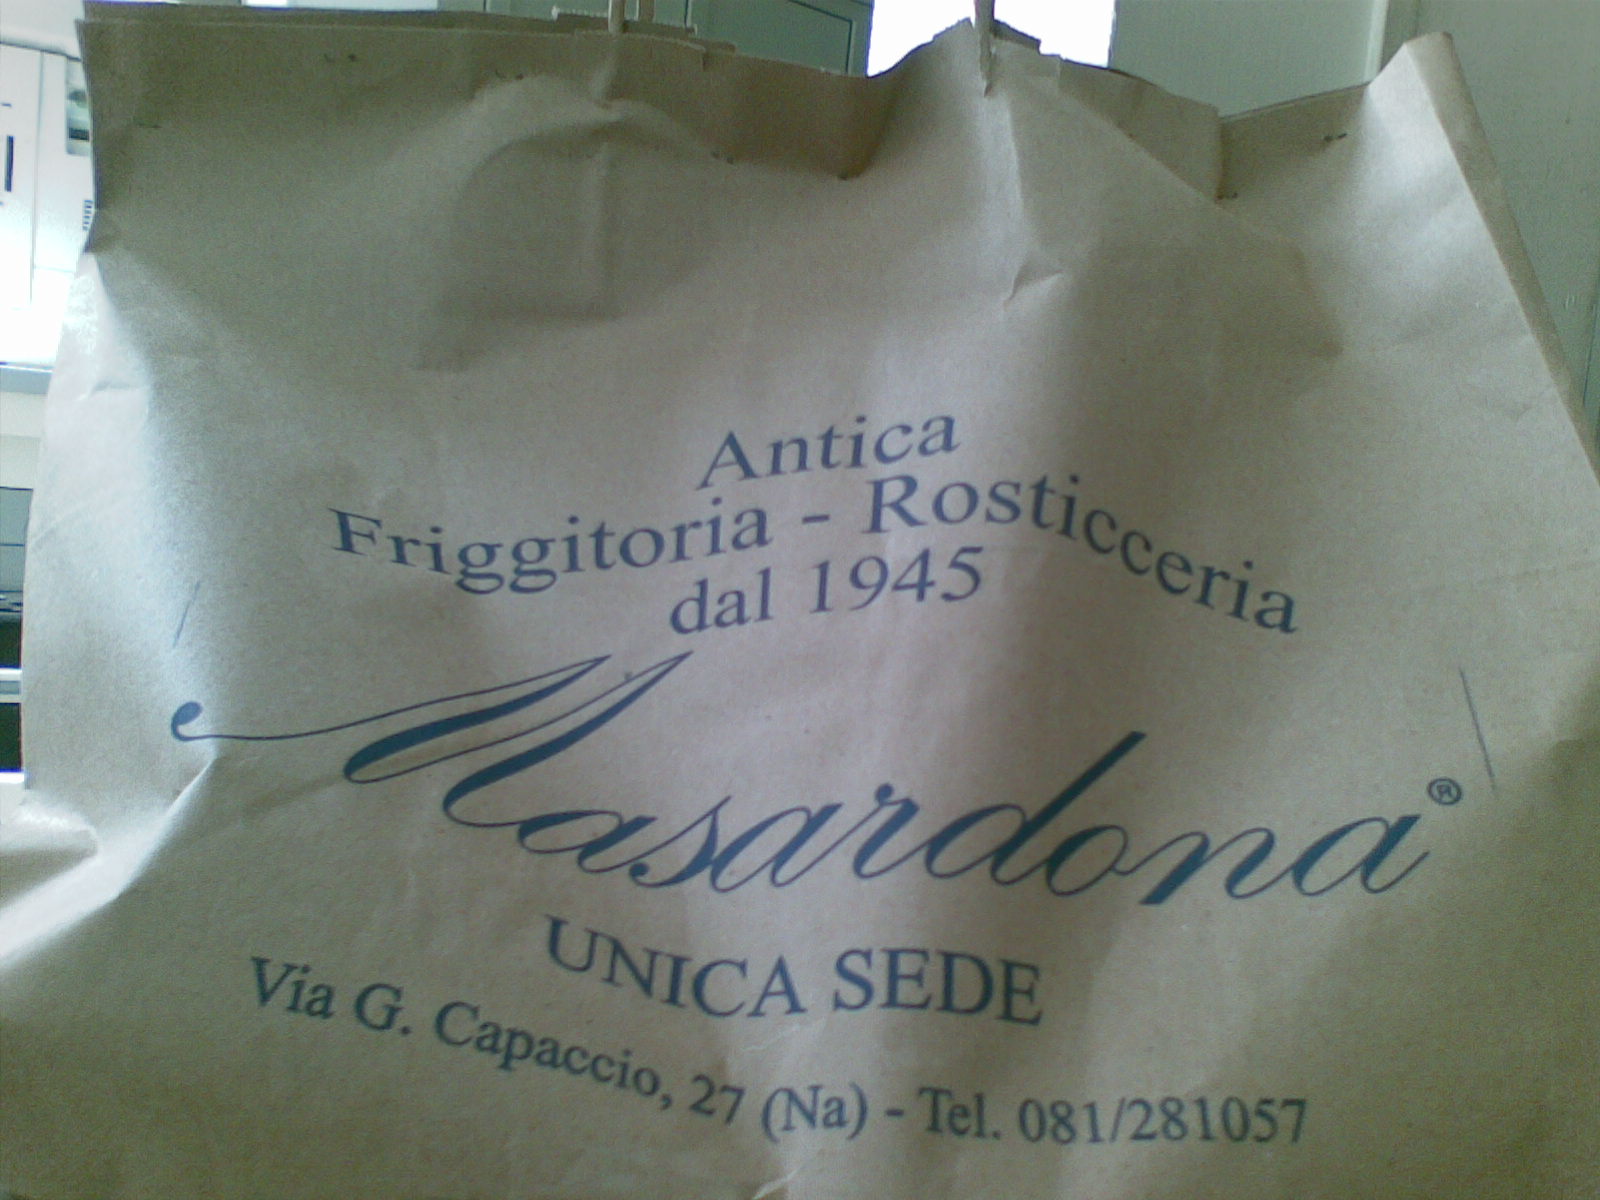 Antica
Friggitoria - Rosticceria
dal 1945
Masardona ®
UNICA SEDE
Via G. Capaccio, 27 (Na) - Tel. 081/281057